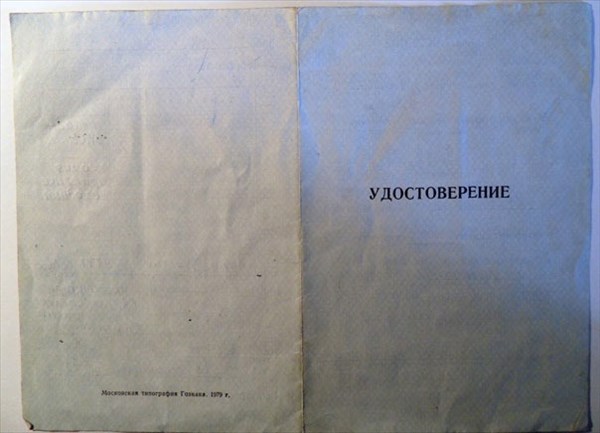 Московская типография Гознака. 1979 г.
УДОСТОВЕРЕНИЕ